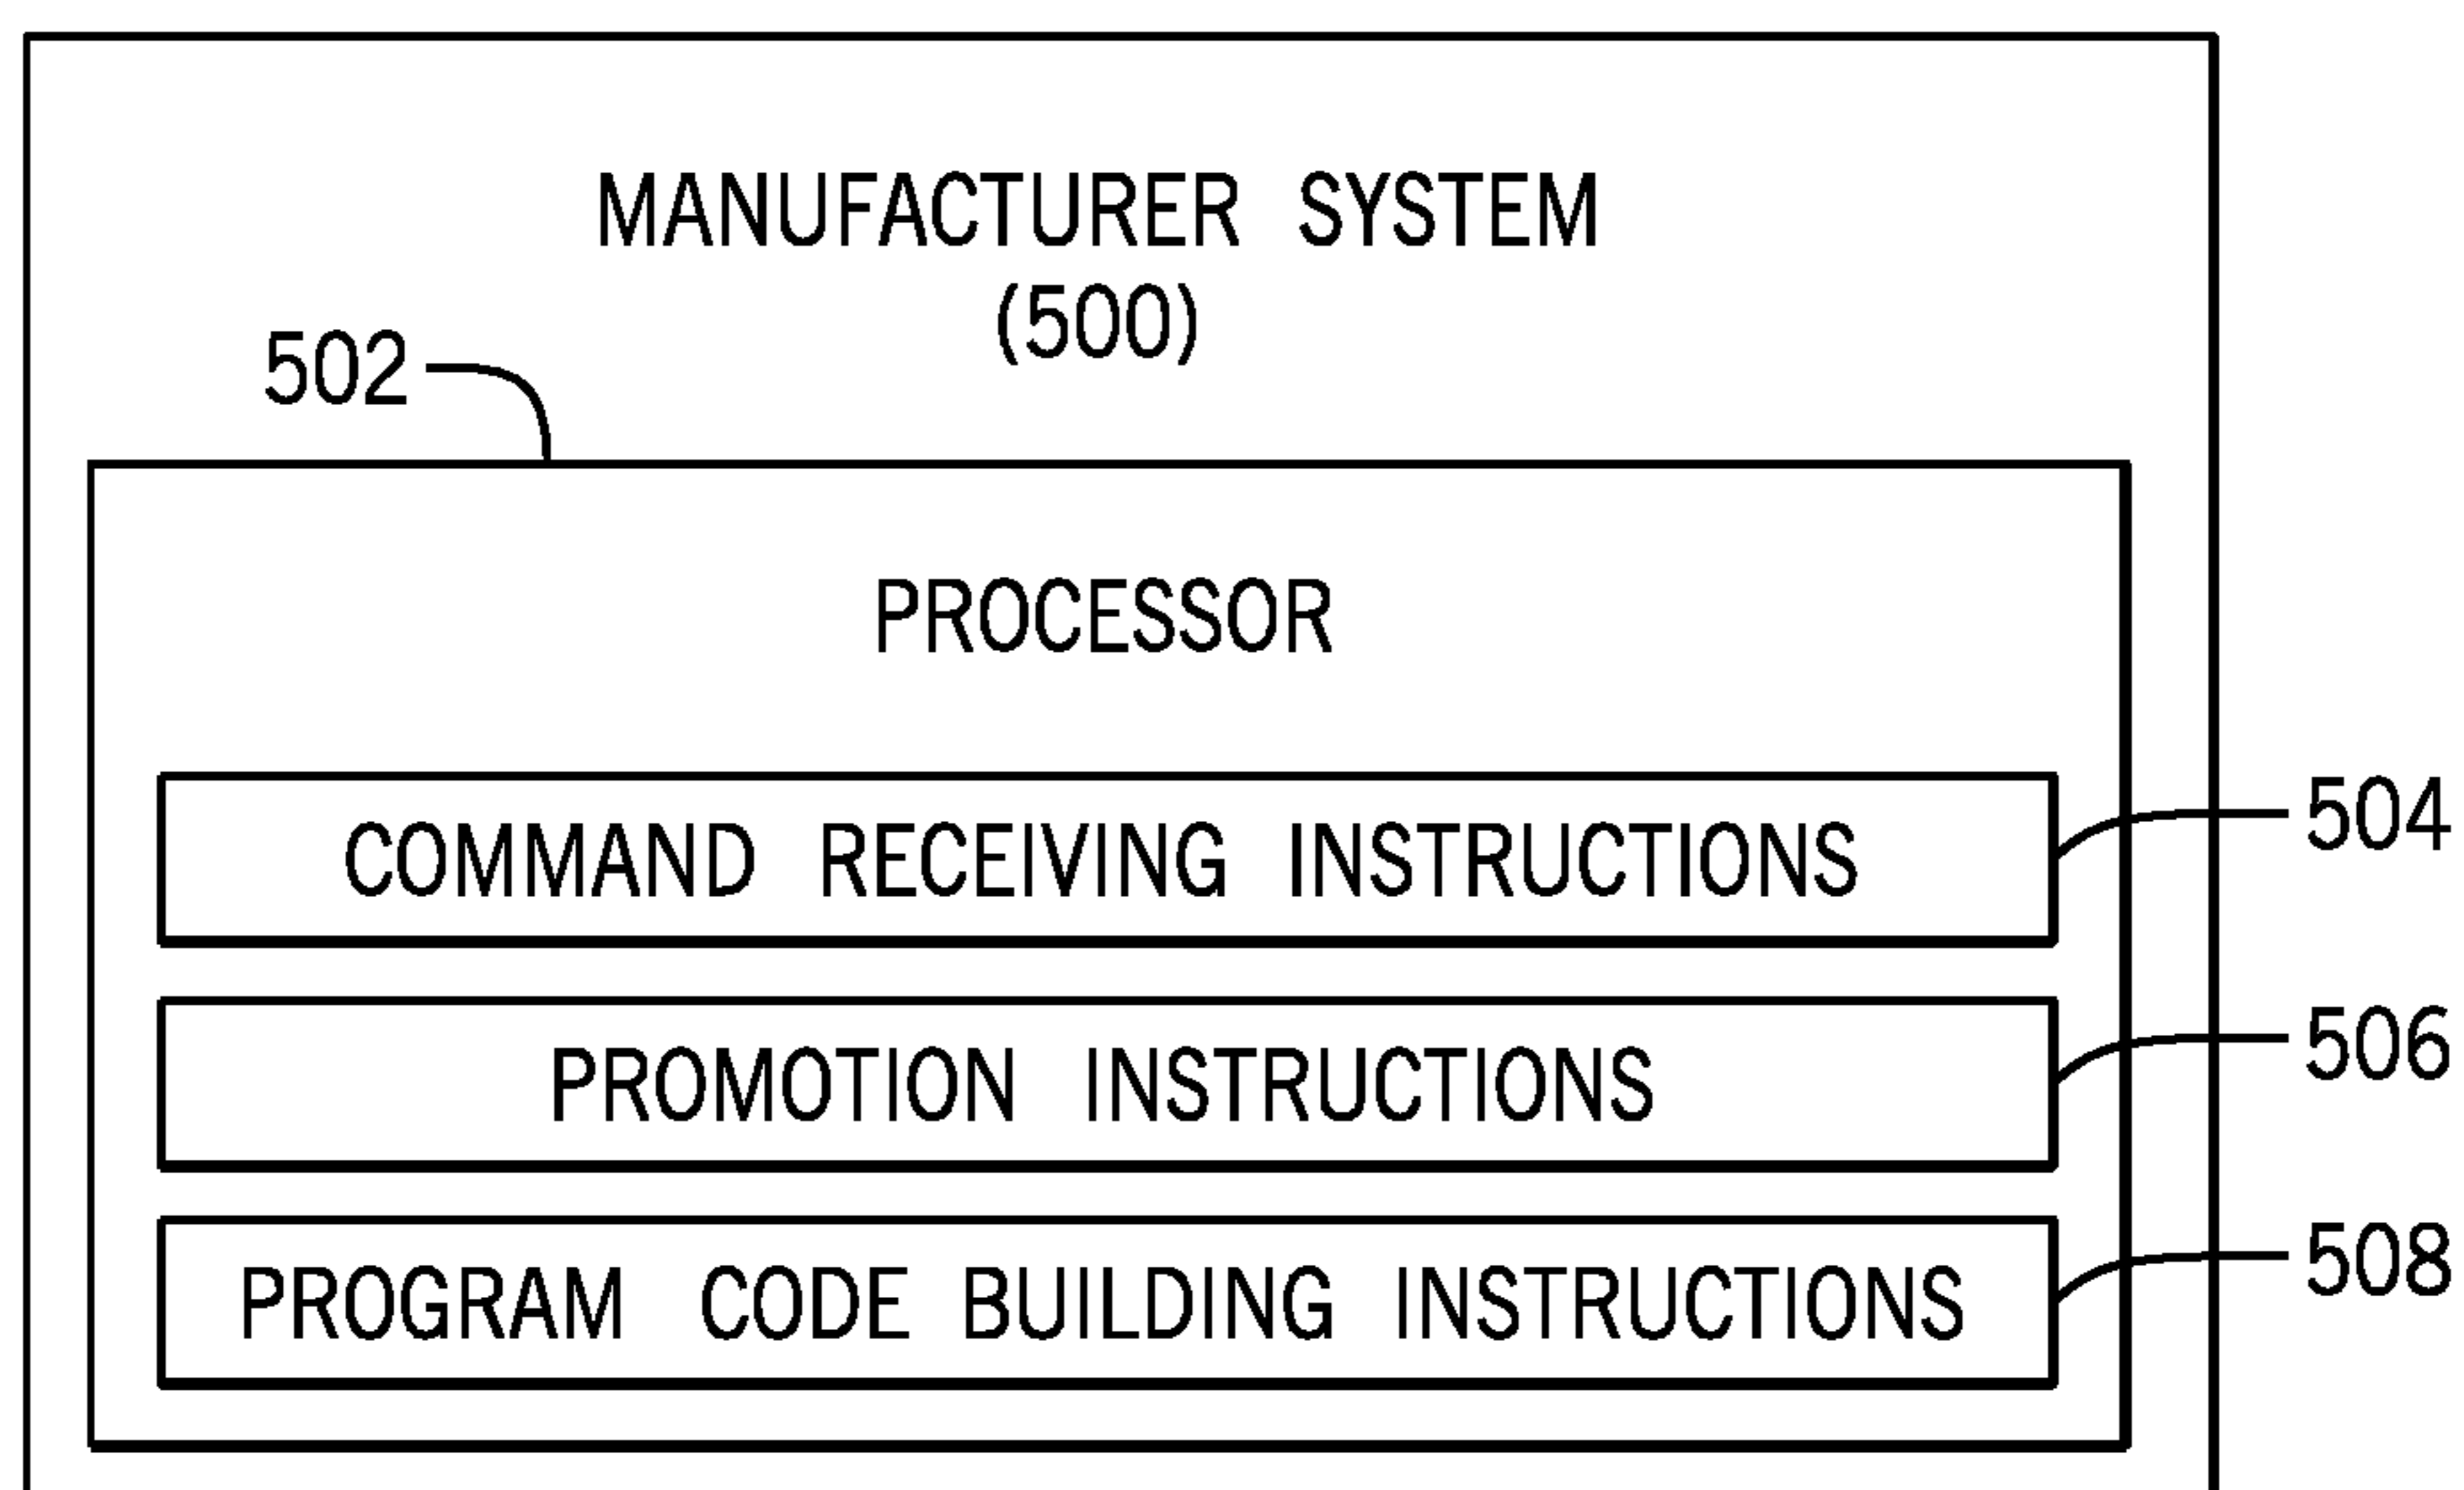 MANUFACTURER SYSTEM
(500)
502
PROCESSOR
COMMAND RECEIVING INSTRUCTIONS
504
PROMOTION INSTRUCTIONS
506
PROGRAM CODE BUILDING INSTRUCTIONS
508